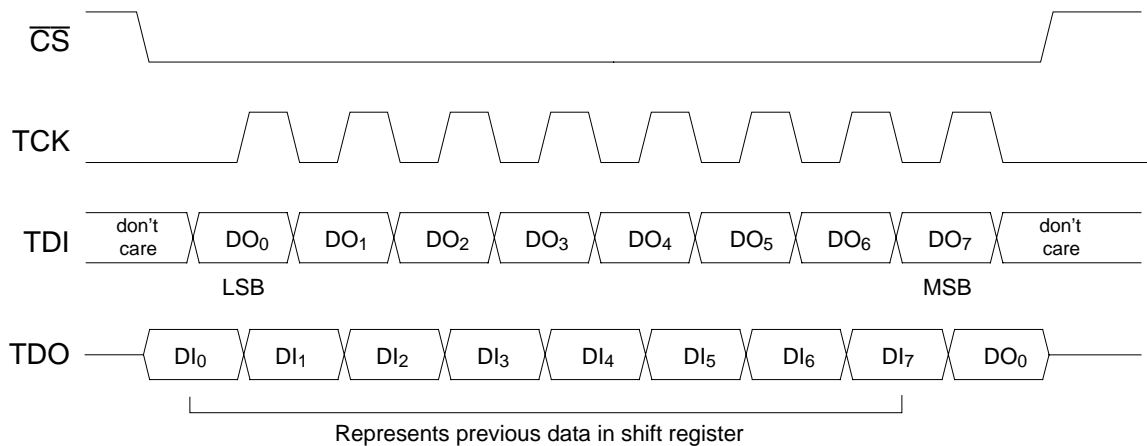 C̅S̅
TCK
TDI don't care DO₀ DO₁ DO₂ DO₃ DO₄ DO₅ DO₆ DO₇ don't care
LSB MSB
TDO DI₀ DI₁ DI₂ DI₃ DI₄ DI₅ DI₆ DI₇ DO₀
Represents previous data in shift register